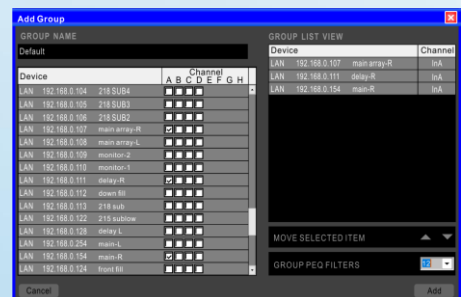 Add Group
GROUP NAME
Default
Device Channel
A B C D E F G H
LAN 192.168.0.104 218 SUB4
LAN 192.168.0.105 218 SUB3
LAN 192.168.0.106 218 SUB2
LAN 192.168.0.107 main array-R
LAN 192.168.0.108 main array-L
LAN 192.168.0.109 monitor-2
LAN 192.168.0.110 monitor-1
LAN 192.168.0.111 delay-R
LAN 192.168.0.112 down fill
LAN 192.168.0.113 218 sub
LAN 192.168.0.122 215 sublow
LAN 192.168.0.128 delay L
LAN 192.168.0.254 main-L
LAN 192.168.0.154 main-R
LAN 192.168.0.124 front fill
Cancel
GROUP LIST VIEW
Device Channel
LAN 192.168.0.107 main array-R InA
LAN 192.168.0.111 delay-R InA
LAN 192.168.0.154 main-R InA
MOVE SELECTED ITEM
GROUP PEQ FILTERS 12
Add